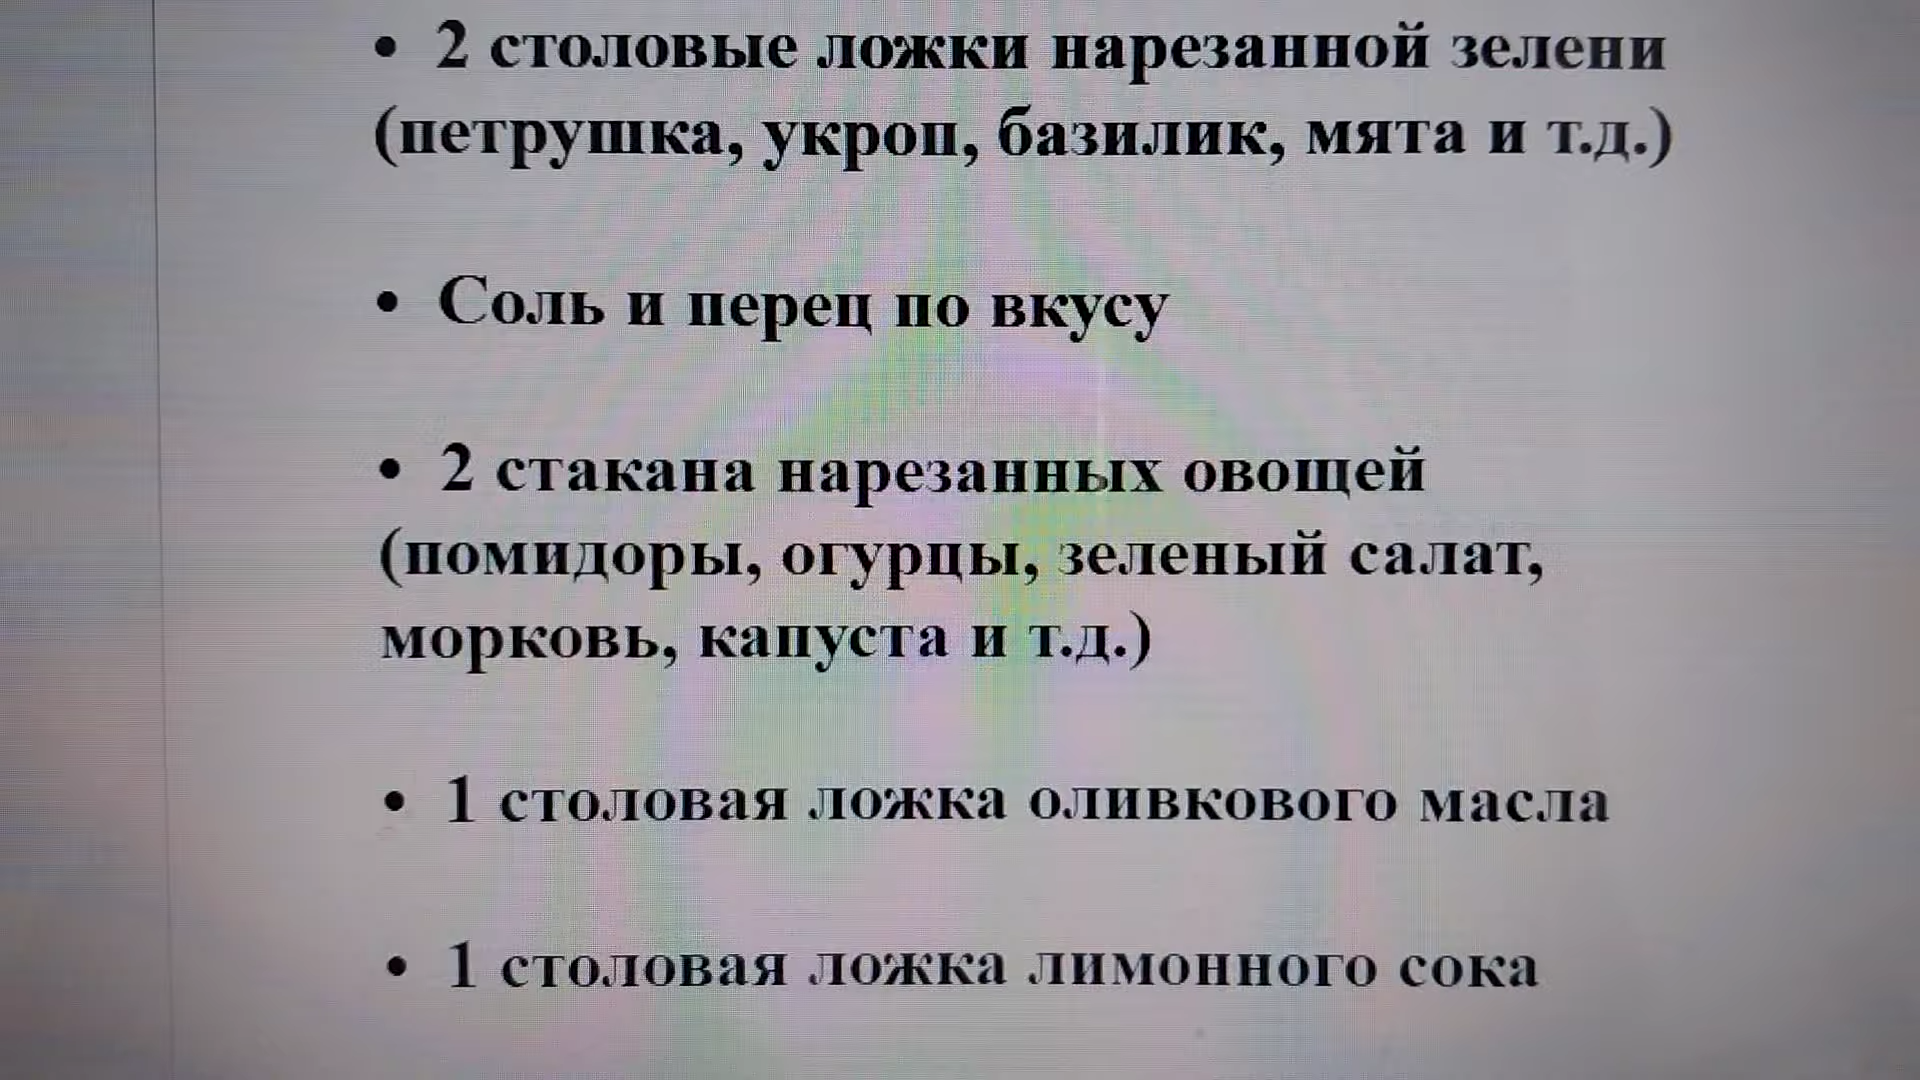 • 2 столовые ложки нарезанной зелени
(петрушка, укроп, базилик, мята и т.д.)
• Соль и перец по вкусу
• 2 стакана нарезанных овощей
(помидоры, огурцы, зеленый салат,
морковь, капуста и т.д.)
• 1 столовая ложка оливкового масла
• 1 столовая ложка лимонного сока